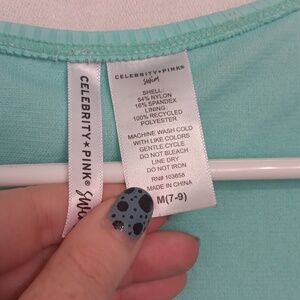 CELEBRITY★PINK®
swim
CELEBRITY★PINK®
swim
SHELL:
84% NYLON
16% SPANDEX
LINING:
100% RECYCLED
POLYESTER
MACHINE WASH COLD
WITH LIKE COLORS
GENTLE CYCLE
DO NOT BLEACH
LINE DRY
DO NOT IRON
RN# 103658
MADE IN CHINA
M(7-9)